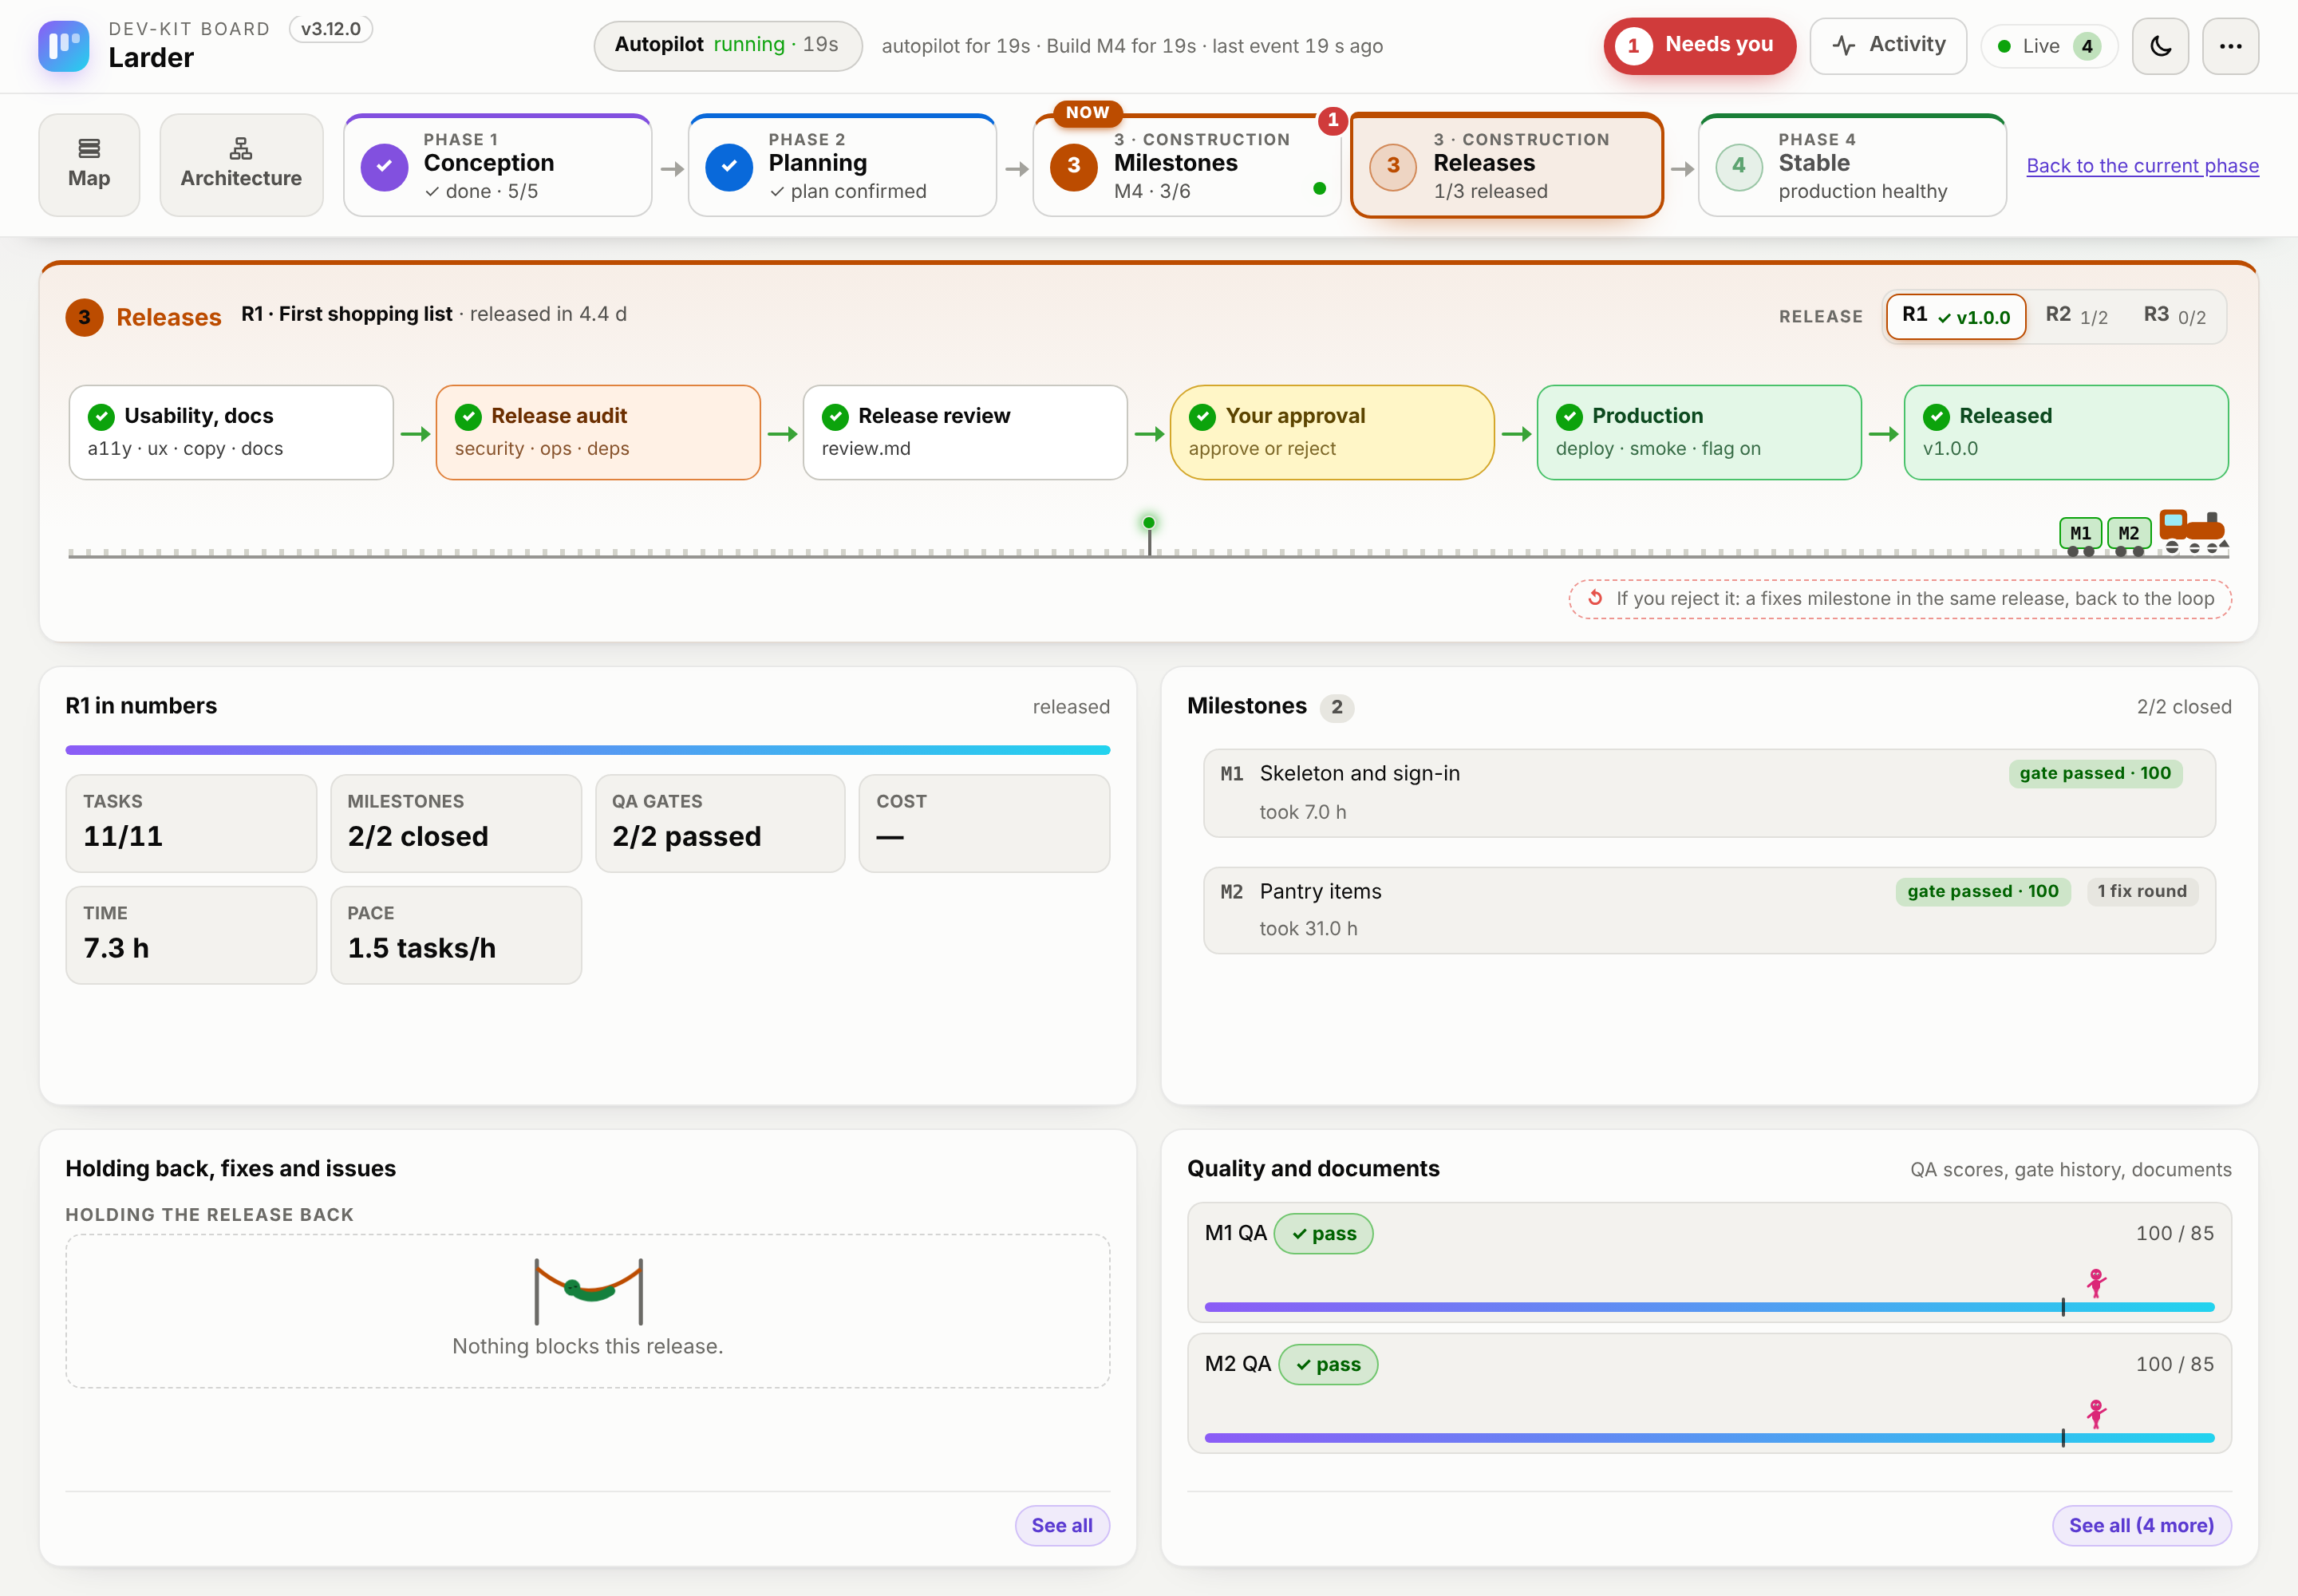 DEV-KIT BOARD v3.12.0
Larder
Autopilot running · 19s
autopilot for 19s · Build M4 for 19s · last event 19 s ago
1 Needs you
Activity
Live 4
Map
Architecture
PHASE 1
Conception
✓ done · 5/5
PHASE 2
Planning
✓ plan confirmed
NOW
1
3 · CONSTRUCTION
3 Milestones
M4 · 3/6
3 · CONSTRUCTION
3 Releases
1/3 released
PHASE 4
4 Stable
production healthy
Back to the current phase
3 Releases R1 · First shopping list · released in 4.4 d
RELEASE R1 ✓ v1.0.0 R2 1/2 R3 0/2
Usability, docs
a11y · ux · copy · docs
Release audit
security · ops · deps
Release review
review.md
Your approval
approve or reject
Production
deploy · smoke · flag on
Released
v1.0.0
M1 M2
If you reject it: a fixes milestone in the same release, back to the loop
R1 in numbers released
TASKS
11/11
MILESTONES
2/2 closed
QA GATES
2/2 passed
COST
—
TIME
7.3 h
PACE
1.5 tasks/h
Milestones 2 2/2 closed
M1 Skeleton and sign-in gate passed · 100
took 7.0 h
M2 Pantry items gate passed · 100 1 fix round
took 31.0 h
Holding back, fixes and issues
HOLDING THE RELEASE BACK
Nothing blocks this release.
See all
Quality and documents QA scores, gate history, documents
M1 QA ✓ pass 100 / 85
M2 QA ✓ pass 100 / 85
See all (4 more)